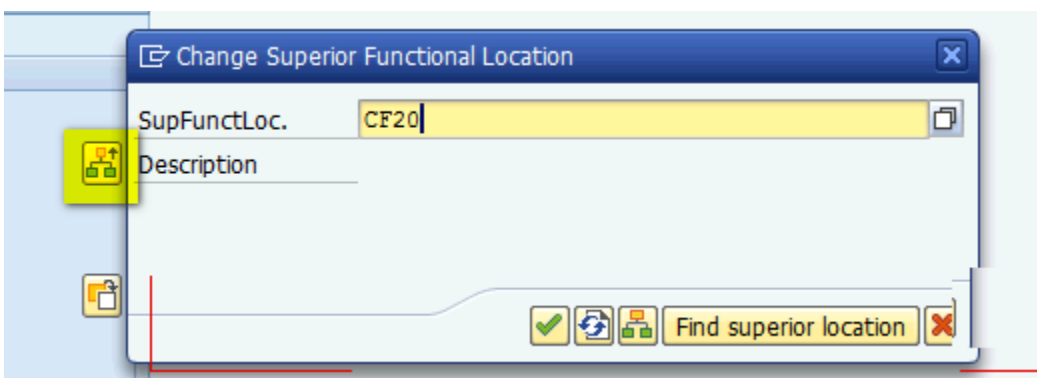 Change Superior Functional Location
SupFunctLoc. CF20
Description
Find superior location